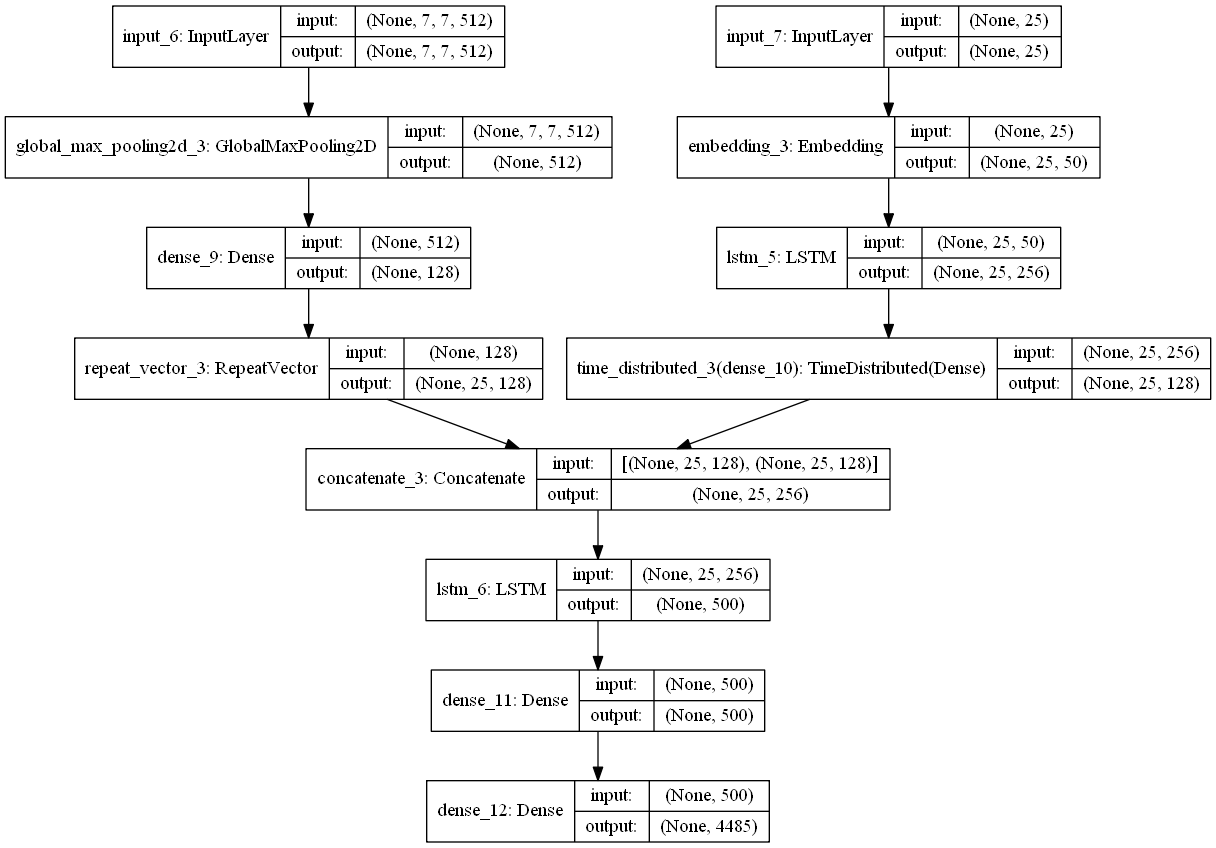 input_6: InputLayer
input: (None, 7, 7, 512)
output: (None, 7, 7, 512)
input_7: InputLayer
input: (None, 25)
output: (None, 25)
global_max_pooling2d_3: GlobalMaxPooling2D
input: (None, 7, 7, 512)
output: (None, 512)
embedding_3: Embedding
input: (None, 25)
output: (None, 25, 50)
dense_9: Dense
input: (None, 512)
output: (None, 128)
lstm_5: LSTM
input: (None, 25, 50)
output: (None, 25, 256)
repeat_vector_3: RepeatVector
input: (None, 128)
output: (None, 25, 128)
time_distributed_3(dense_10): TimeDistributed(Dense)
input: (None, 25, 256)
output: (None, 25, 128)
concatenate_3: Concatenate
input: [(None, 25, 128), (None, 25, 128)]
output: (None, 25, 256)
lstm_6: LSTM
input: (None, 25, 256)
output: (None, 500)
dense_11: Dense
input: (None, 500)
output: (None, 500)
dense_12: Dense
input: (None, 500)
output: (None, 4485)